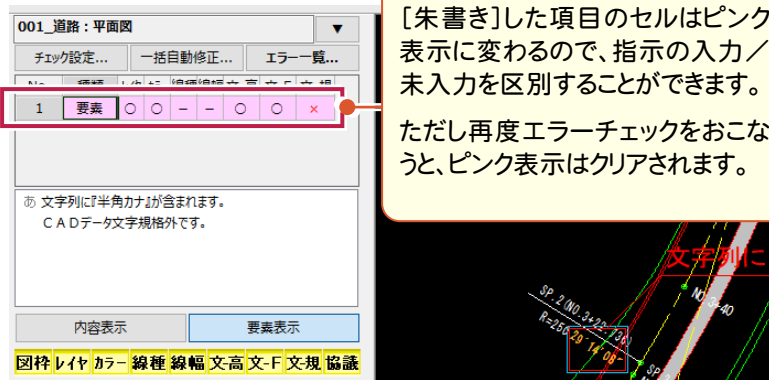 001_道路：平面図
▼
チェック設定...
一括自動修正...
エラー一覧...
1 要素 ○ ○ － － ○ ○ ×
あ 文字列に『半角カナ』が含まれます。
ＣＡＤデータ文字規格外です。
内容表示
要素表示
図枠 レイヤ カラー 線種 線幅 文-高 文-F 文-規 協議
[朱書き]した項目のセルはピンク
表示に変わるので、指示の入力／
未入力を区別することができます。
ただし再度エラーチェックをおこな
うと、ピンク表示はクリアされます。
文字列に
NO.3+40